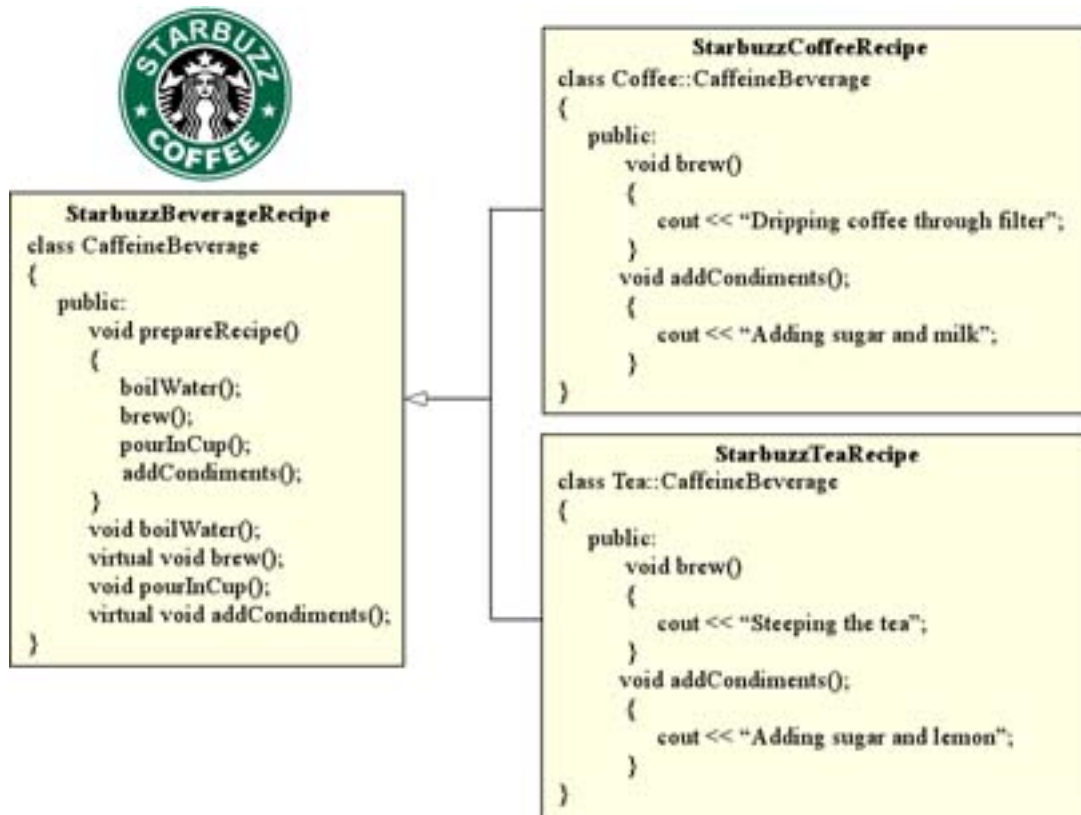 STARBUZZ
COFFEE
StarbuzzBeverageRecipe
class CaffeineBeverage
{
public:
void prepareRecipe()
{
boilWater();
brew();
pourInCup();
addCondiments();
}
void boilWater();
virtual void brew();
void pourInCup();
virtual void addCondiments();
}
StarbuzzCoffeeRecipe
class Coffee::CaffeineBeverage
{
public:
void brew()
{
cout << “Dripping coffee through filter”;
}
void addCondiments();
{
cout << “Adding sugar and milk”;
}
}
StarbuzzTeaRecipe
class Tea::CaffeineBeverage
{
public:
void brew()
{
cout << “Steeping the tea”;
}
void addCondiments();
{
cout << “Adding sugar and lemon”;
}
}